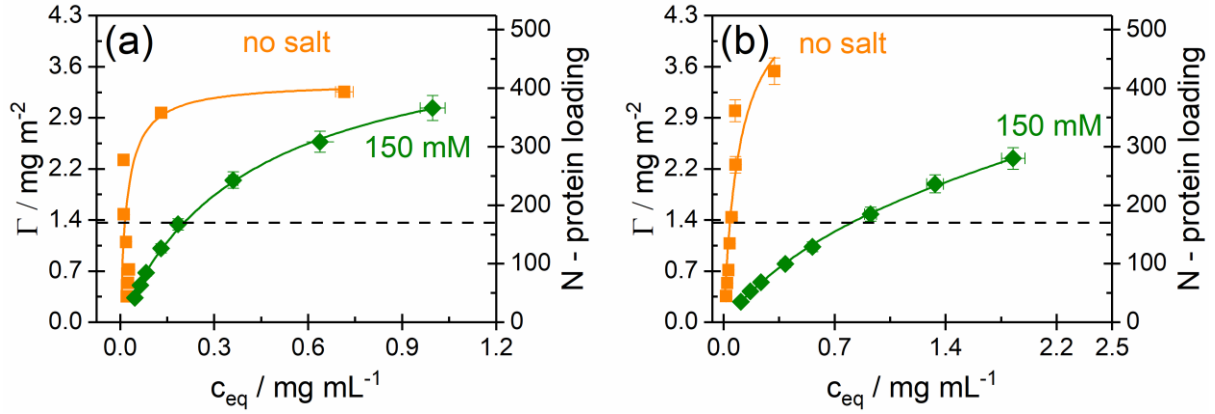 (a)
no salt
150 mM
Γ / mg m⁻²
4.3
3.6
2.9
2.2
1.4
0.7
0.0
500
400
300
200
100
0
N - protein loading
0.0 0.3 0.6 0.9 1.2
c_eq / mg mL⁻¹
(b)
no salt
150 mM
Γ / mg m⁻²
4.3
3.6
2.9
2.2
1.4
0.7
0.0
500
400
300
200
100
0
N - protein loading
0.0 0.7 1.4 2.2 2.5
c_eq / mg mL⁻¹